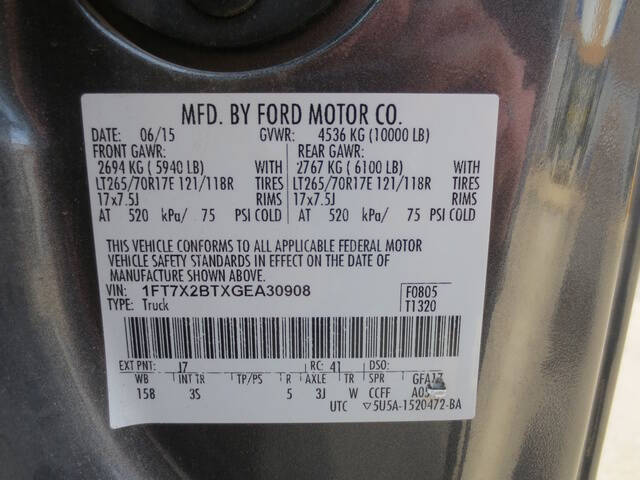 MFD. BY FORD MOTOR CO.
DATE: 06/15 GVWR: 4536 KG (10000 LB)
FRONT GAWR: REAR GAWR:
2694 KG ( 5940 LB) WITH 2767 KG ( 6100 LB) WITH
LT265/70R17E 121/118R TIRES LT265/70R17E 121/118R TIRES
17x7.5J RIMS 17x7.5J RIMS
AT 520 kPa/ 75 PSI COLD AT 520 kPa/ 75 PSI COLD
THIS VEHICLE CONFORMS TO ALL APPLICABLE FEDERAL MOTOR
VEHICLE SAFETY STANDARDS IN EFFECT ON THE DATE OF
MANUFACTURE SHOWN ABOVE.
VIN: 1FT7X2BTXGEA30908 F0805
TYPE: Truck T1320
EXT PNT: J7 RC: 41 DSO:
WB INT TR TP/PS R AXLE TR SPR
158 3S 5 3J W CCFF
UTC ▽5U5A-1520472-BA